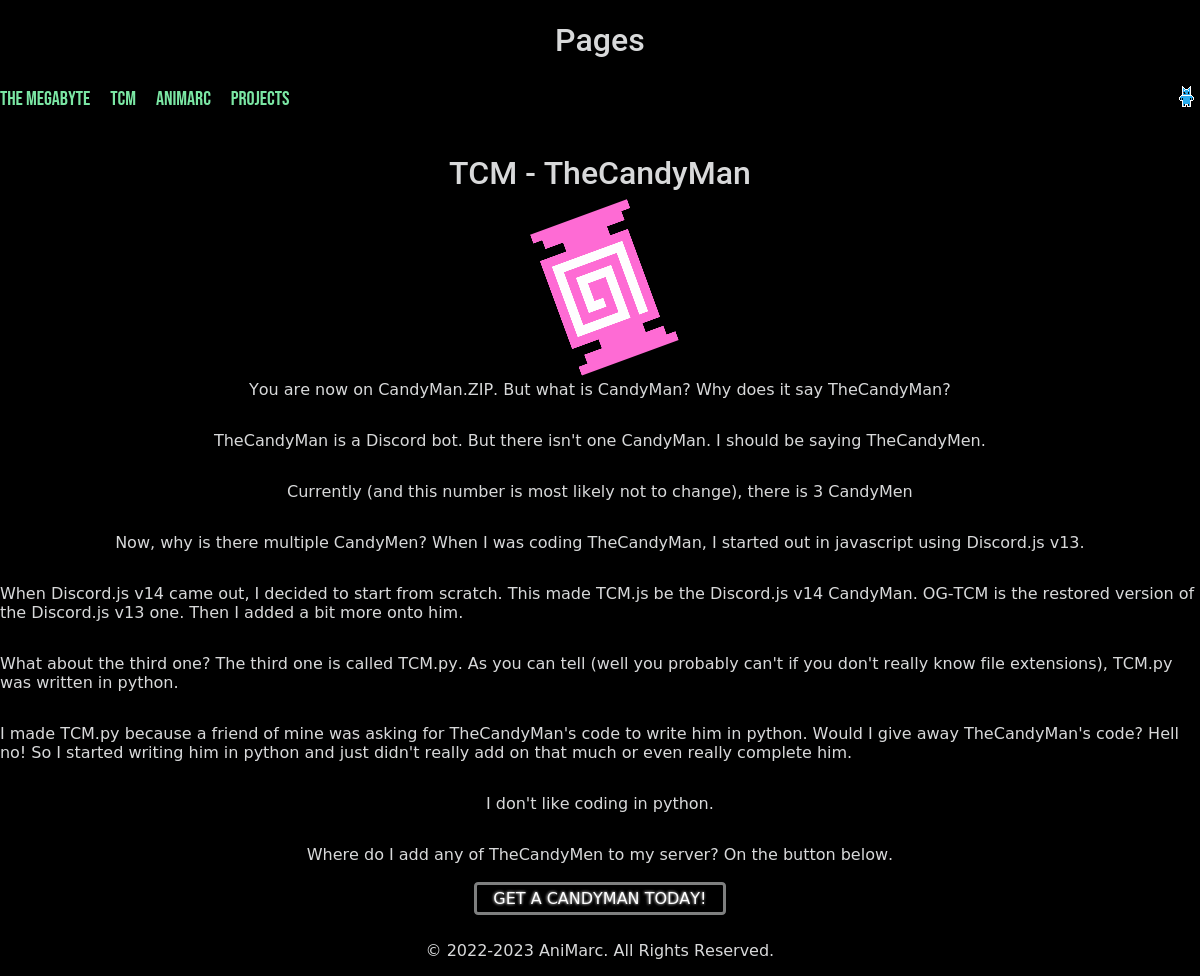 Pages
THE MEGABYTE TCM ANIMARC PROJECTS
TCM - TheCandyMan
You are now on CandyMan.ZIP. But what is CandyMan? Why does it say TheCandyMan?
TheCandyMan is a Discord bot. But there isn't one CandyMan. I should be saying TheCandyMen.
Currently (and this number is most likely not to change), there is 3 CandyMen
Now, why is there multiple CandyMen? When I was coding TheCandyMan, I started out in javascript using Discord.js v13.
When Discord.js v14 came out, I decided to start from scratch. This made TCM.js be the Discord.js v14 CandyMan. OG-TCM is the restored version of
the Discord.js v13 one. Then I added a bit more onto him.
What about the third one? The third one is called TCM.py. As you can tell (well you probably can't if you don't really know file extensions), TCM.py
was written in python.
I made TCM.py because a friend of mine was asking for TheCandyMan's code to write him in python. Would I give away TheCandyMan's code? Hell
no! So I started writing him in python and just didn't really add on that much or even really complete him.
I don't like coding in python.
Where do I add any of TheCandyMen to my server? On the button below.
GET A CANDYMAN TODAY!
© 2022-2023 AniMarc. All Rights Reserved.